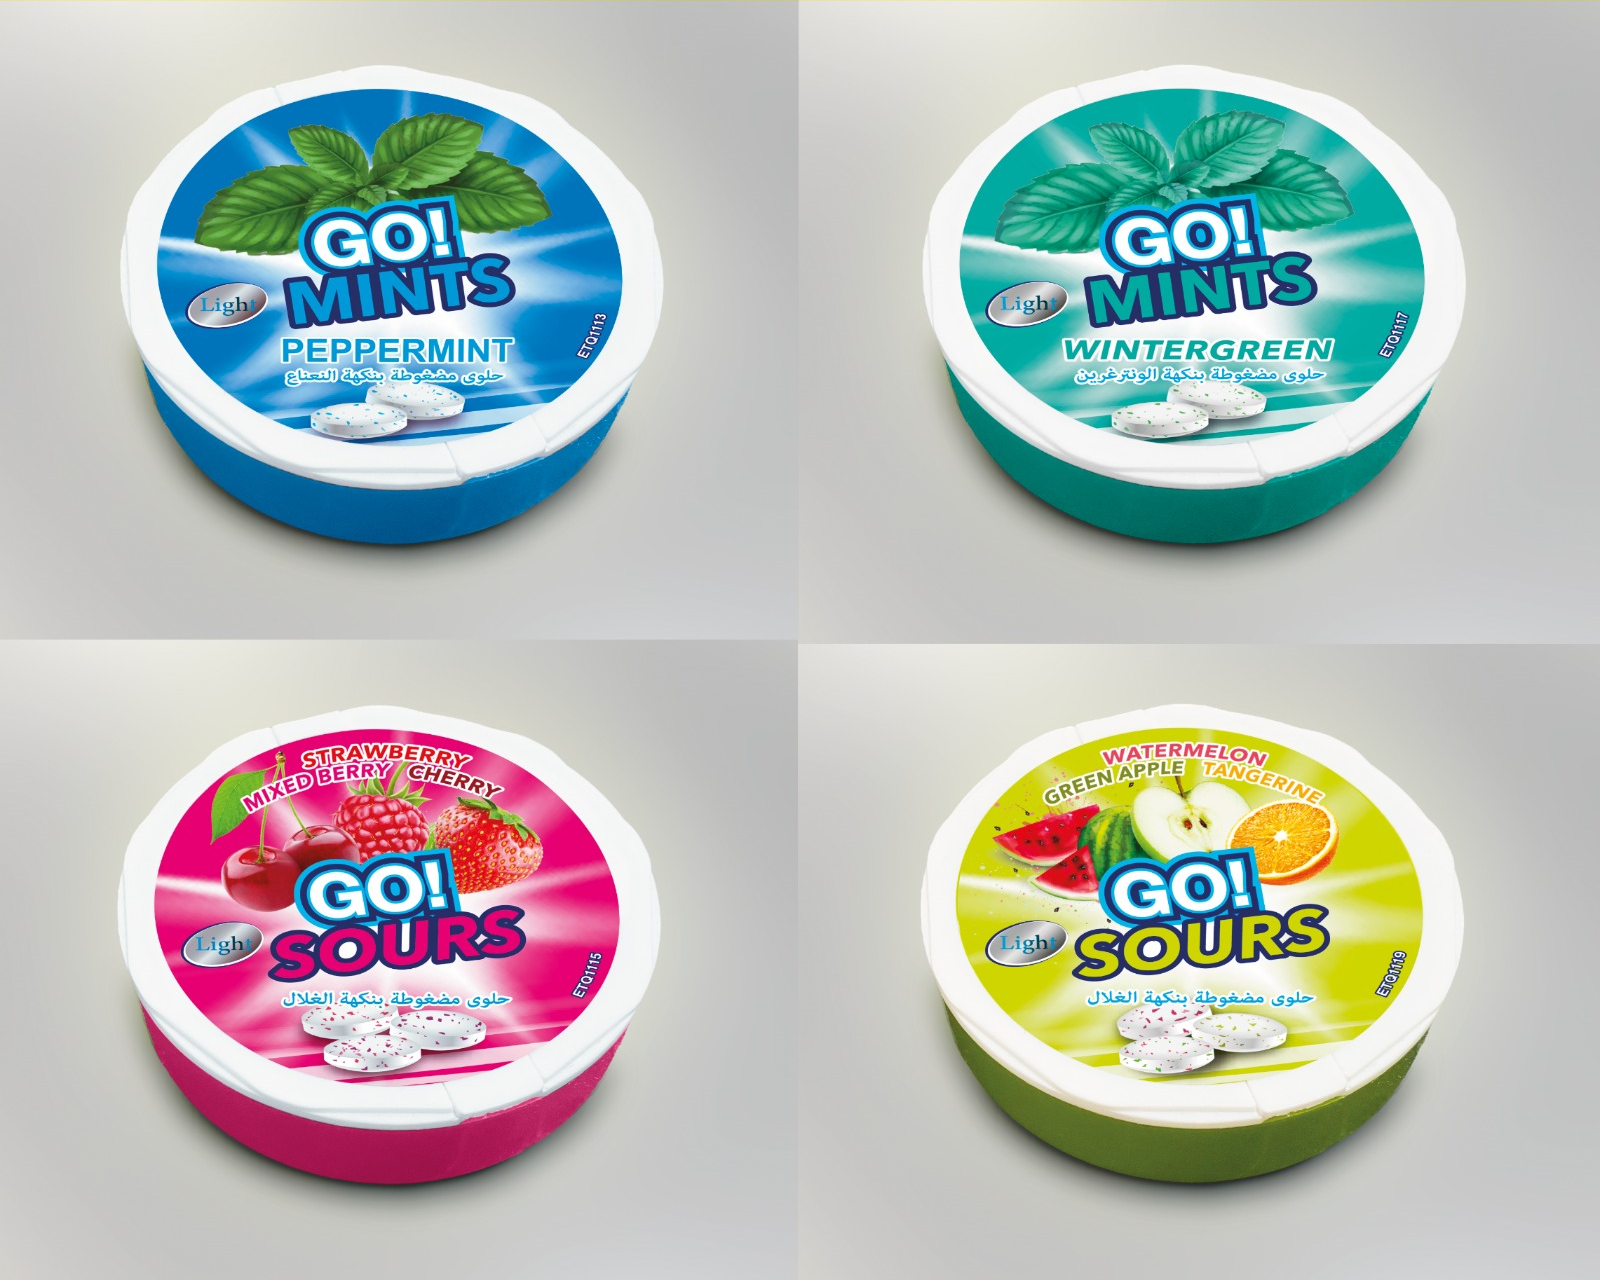 GO!
MINTS
Light
PEPPERMINT
حلوى مضغوطة بنكهة النعناع
ETQ1113
GO!
MINTS
Light
WINTERGREEN
حلوى مضغوطة بنكهة الونترغرين
ETQ1117
STRAWBERRY
MIXED BERRY CHERRY
GO!
SOURS
Light
حلوى مضغوطة بنكهة الغلال
ETQ1115
WATERMELON
GREEN APPLE TANGERINE
GO!
SOURS
Light
حلوى مضغوطة بنكهة الغلال
ETQ1119